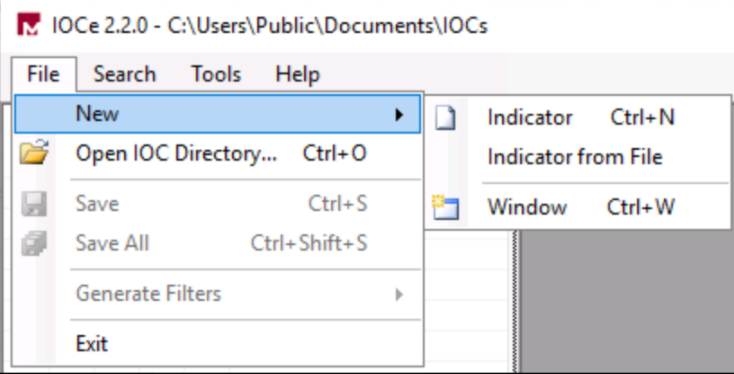 IOCe 2.2.0 - C:\Users\Public\Documents\IOCs
File Search Tools Help
New
Open IOC Directory... Ctrl+O
Save Ctrl+S
Save All Ctrl+Shift+S
Generate Filters
Exit
Indicator Ctrl+N
Indicator from File
Window Ctrl+W